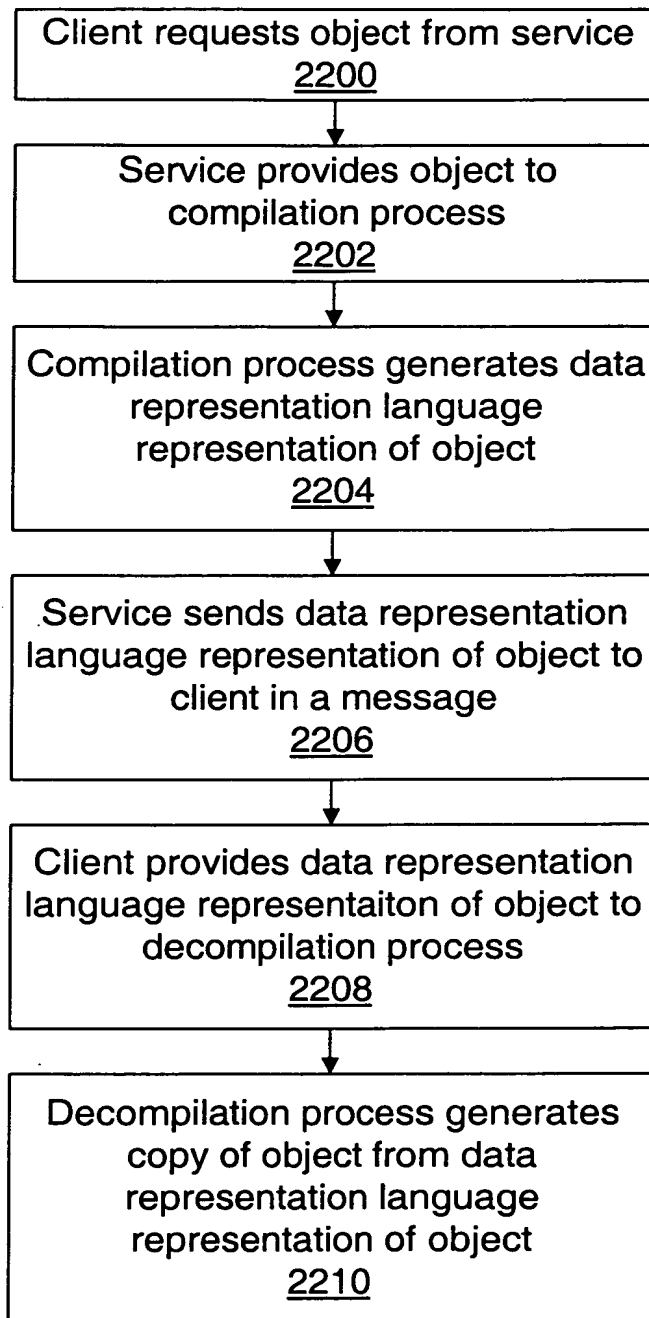 Client requests object from service
2200
Service provides object to
compilation process
2202
Compilation process generates data
representation language
representation of object
2204
Service sends data representation
language representation of object to
client in a message
2206
Client provides data representation
language representaiton of object to
decompilation process
2208
Decompilation process generates
copy of object from data
representation language
representation of object
2210